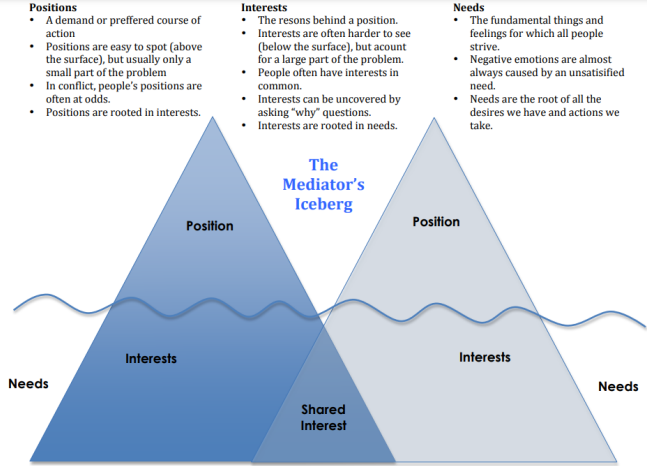 Positions
• A demand or preffered course of
action
• Positions are easy to spot (above
the surface), but usually only a
small part of the problem
• In conflict, people's positions are
often at odds.
• Positions are rooted in interests.
Interests
• The resons behind a position.
• Interests are often harder to see
(below the surface), but acount
for a large part of the problem.
• People often have interests in
common.
• Interests can be uncovered by
asking "why" questions.
• Interests are rooted in needs.
Needs
• The fundamental things and
feelings for which all people
strive.
• Negative emotions are almost
always caused by an unsatisified
need.
• Needs are the root of all the
desires we have and actions we
take.
The
Mediator's
Iceberg
Position
Position
Interests
Interests
Needs
Needs
Shared
Interest